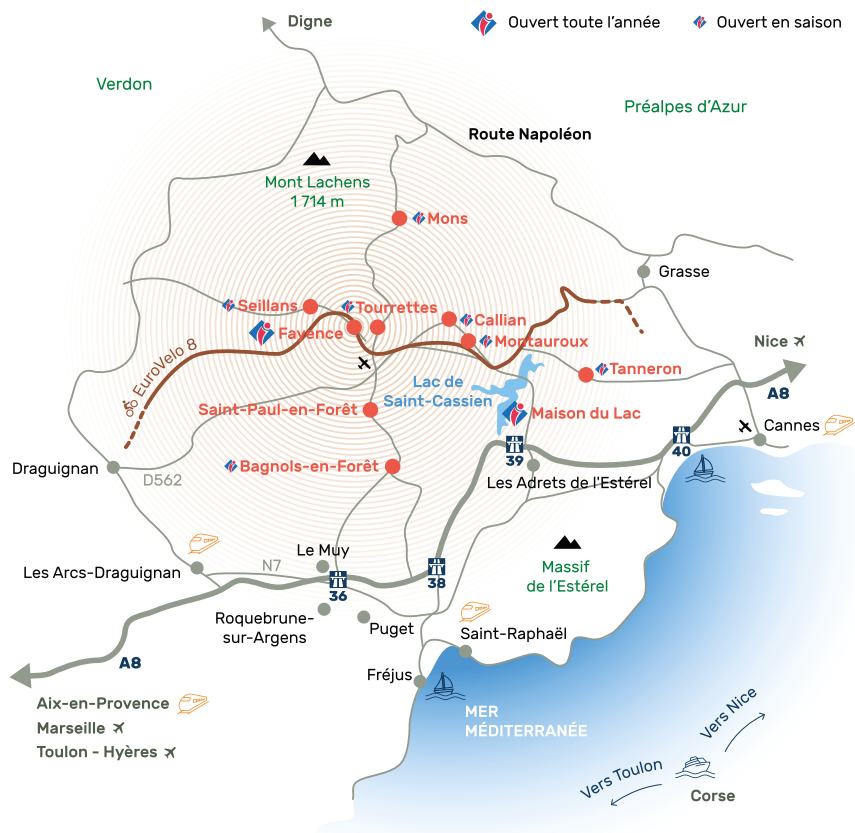 Digne
Ouvert toute l'année
Ouvert en saison
Verdon
Préalpes d'Azur
Route Napoléon
Mont Lachens
1 714 m
Mons
Grasse
Seillans
Tourrettes
Callian
Fayence
Montauroux
Nice
EuroVelo 8
Tanneron
Lac de
Saint-Cassien
A8
Saint-Paul-en-Forêt
Maison du Lac
Cannes
40
39
Draguignan
D562
Bagnols-en-Forêt
Les Adrets de l'Estérel
Le Muy
N7
Les Arcs-Draguignan
38
36
Massif
de l'Estérel
Roquebrune-
sur-Argens
Puget
Saint-Raphaël
A8
Fréjus
Aix-en-Provence
Marseille
Toulon - Hyères
MER
MÉDITERRANÉE
Vers Nice
Vers Toulon
Corse